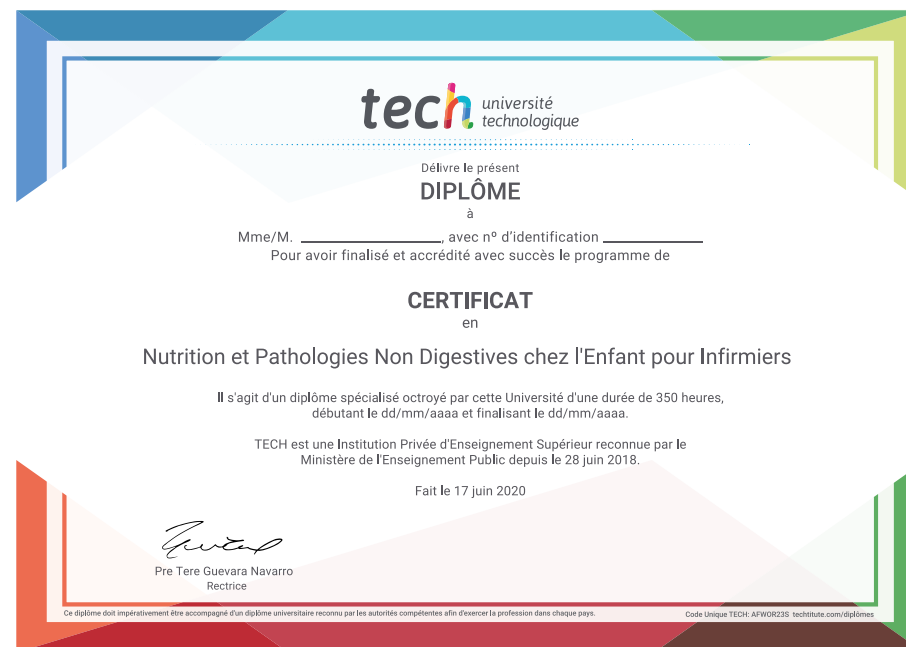 tech université
technologique
Délivre le présent
DIPLÔME
à
Mme/M. ____________________, avec nº d'identification ______________
Pour avoir finalisé et accrédité avec succès le programme de
CERTIFICAT
en
Nutrition et Pathologies Non Digestives chez l'Enfant pour Infirmiers
Il s'agit d'un diplôme spécialisé octroyé par cette Université d'une durée de 350 heures,
débutant le dd/mm/aaaa et finalisant le dd/mm/aaaa.
TECH est une Institution Privée d'Enseignement Supérieur reconnue par le
Ministère de l'Enseignement Public depuis le 28 juin 2018.
Fait le 17 juin 2020
Pre Tere Guevara Navarro
Rectrice
Ce diplôme doit impérativement être accompagné d'un diplôme universitaire reconnu par les autorités compétentes afin d'exercer la profession dans chaque pays.
Code Unique TECH: AFWOR23S techtitute.com/diplômes